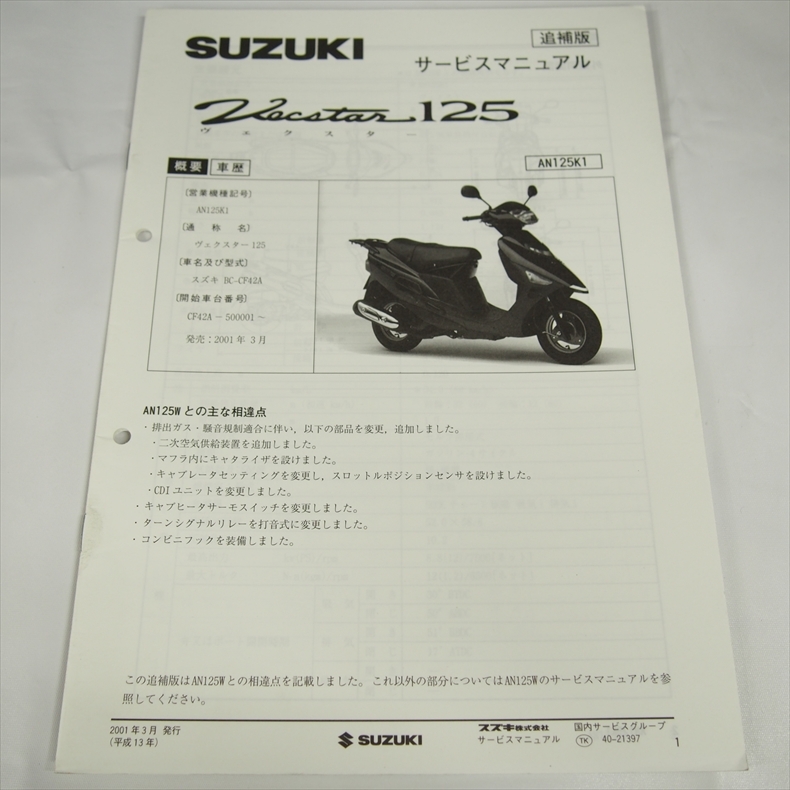 SUZUKI
追補版
サービスマニュアル
Vecstar 125
ヴェクスター
概要 車歴
AN125K1
〔営業機種記号〕
AN125K1
〔通称名〕
ヴェクスター125
〔車名及び型式〕
スズキ BC-CF42A
〔開始車台番号〕
CF42A－500001～
発売：2001年3月
AN125Wとの主な相違点
・排出ガス・騒音規制適合に伴い，以下の部品を変更，追加しました。
・二次空気供給装置を追加しました。
・マフラ内にキャタライザを設けました。
・キャブレータセッティングを変更し，スロットルポジションセンサを設けました。
・CDIユニットを変更しました。
・キャブヒータサーモスイッチを変更しました。
・ターンシグナルリレーを打音式に変更しました。
・コンビニフックを装備しました。
この追補版はAN125Wとの相違点を記載しました。これ以外の部分についてはAN125Wのサービスマニュアルを参
照してください。
2001年3月 発行
（平成13年）
SUZUKI
スズキ株式会社 国内サービスグループ
サービスマニュアル TK 40-21397
1